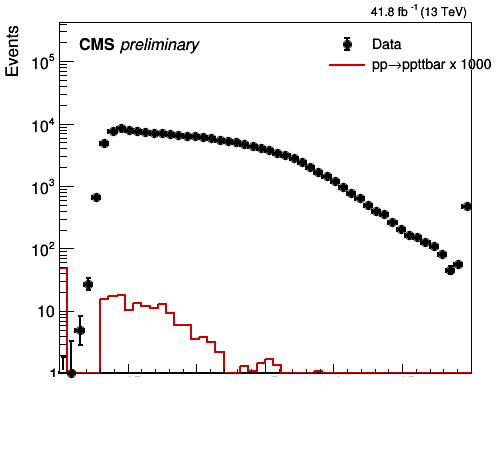 41.8 fb⁻¹ (13 TeV)
Events
CMS preliminary
Data
pp→ppttbar x 1000
10⁵
10⁴
10³
10²
10
1